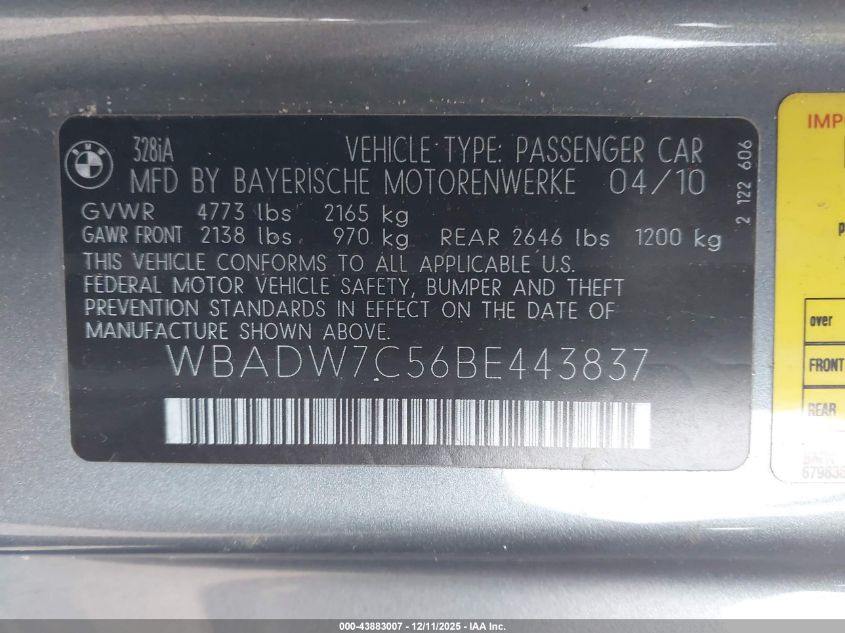 BMW
328iA
VEHICLE TYPE: PASSENGER CAR
MFD BY BAYERISCHE MOTORENWERKE 04/10
GVWR 4773 lbs 2165 kg
GAWR FRONT 2138 lbs 970 kg REAR 2646 lbs 1200 kg
THIS VEHICLE CONFORMS TO ALL APPLICABLE U.S.
FEDERAL MOTOR VEHICLE SAFETY, BUMPER AND THEFT
PREVENTION STANDARDS IN EFFECT ON THE DATE OF
MANUFACTURE SHOWN ABOVE.
WBADW7C56BE443837
2 122 606
IMP
over
FRONT
REAR
000-43883007 - 12/11/2025 - IAA Inc.